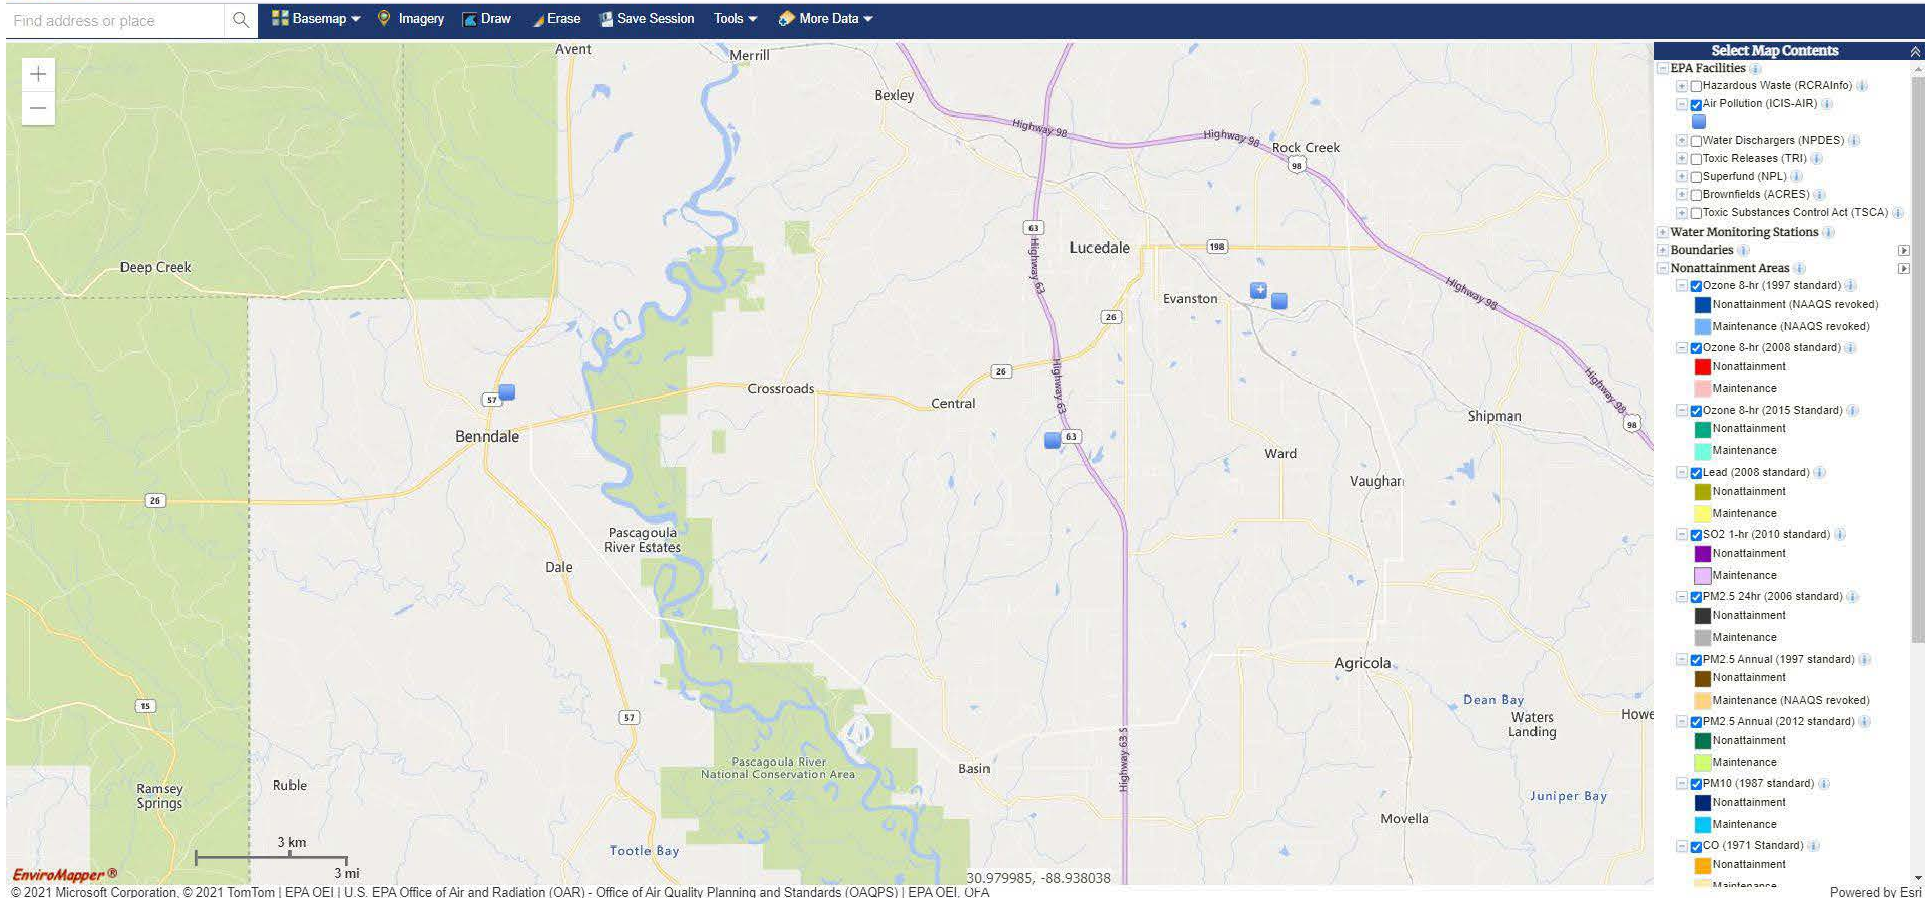 Find address or place
Basemap
Imagery
Draw
Erase
Save Session
Tools
More Data
Avent
Merrill
Bexley
Highway 98
Highway 98
Rock Creek
98
63
Highway 63
Lucedale
198
Deep Creek
Evanston
Highway 98
26
57
Benndale
Crossroads
26
Central
Highway 63
63
Highway 98
98
Shipman
Ward
Vaughan
26
Pascagoula
River Estates
Dale
Agricola
15
57
Dean Bay
Waters
Landing
Howe
Highway 63 S
Pascagoula River
National Conservation Area
Basin
Ramsey
Springs
Ruble
Juniper Bay
Movella
Tootle Bay
3 km
3 mi
EnviroMapper ®
30.979985, -88.938038
© 2021 Microsoft Corporation, © 2021 TomTom | EPA OEI | U.S. EPA Office of Air and Radiation (OAR) - Office of Air Quality Planning and Standards (OAQPS) | EPA OEI, OFA
Powered by Esri
Select Map Contents
EPA Facilities
Hazardous Waste (RCRAInfo)
Air Pollution (ICIS-AIR)
Water Dischargers (NPDES)
Toxic Releases (TRI)
Superfund (NPL)
Brownfields (ACRES)
Toxic Substances Control Act (TSCA)
Water Monitoring Stations
Boundaries
Nonattainment Areas
Ozone 8-hr (1997 standard)
Nonattainment (NAAQS revoked)
Maintenance (NAAQS revoked)
Ozone 8-hr (2008 standard)
Nonattainment
Maintenance
Ozone 8-hr (2015 Standard)
Nonattainment
Maintenance
Lead (2008 standard)
Nonattainment
Maintenance
SO2 1-hr (2010 standard)
Nonattainment
Maintenance
PM2.5 24hr (2006 standard)
Nonattainment
Maintenance
PM2.5 Annual (1997 standard)
Nonattainment
Maintenance (NAAQS revoked)
PM2.5 Annual (2012 standard)
Nonattainment
Maintenance
PM10 (1987 standard)
Nonattainment
Maintenance
CO (1971 Standard)
Nonattainment
Maintenance